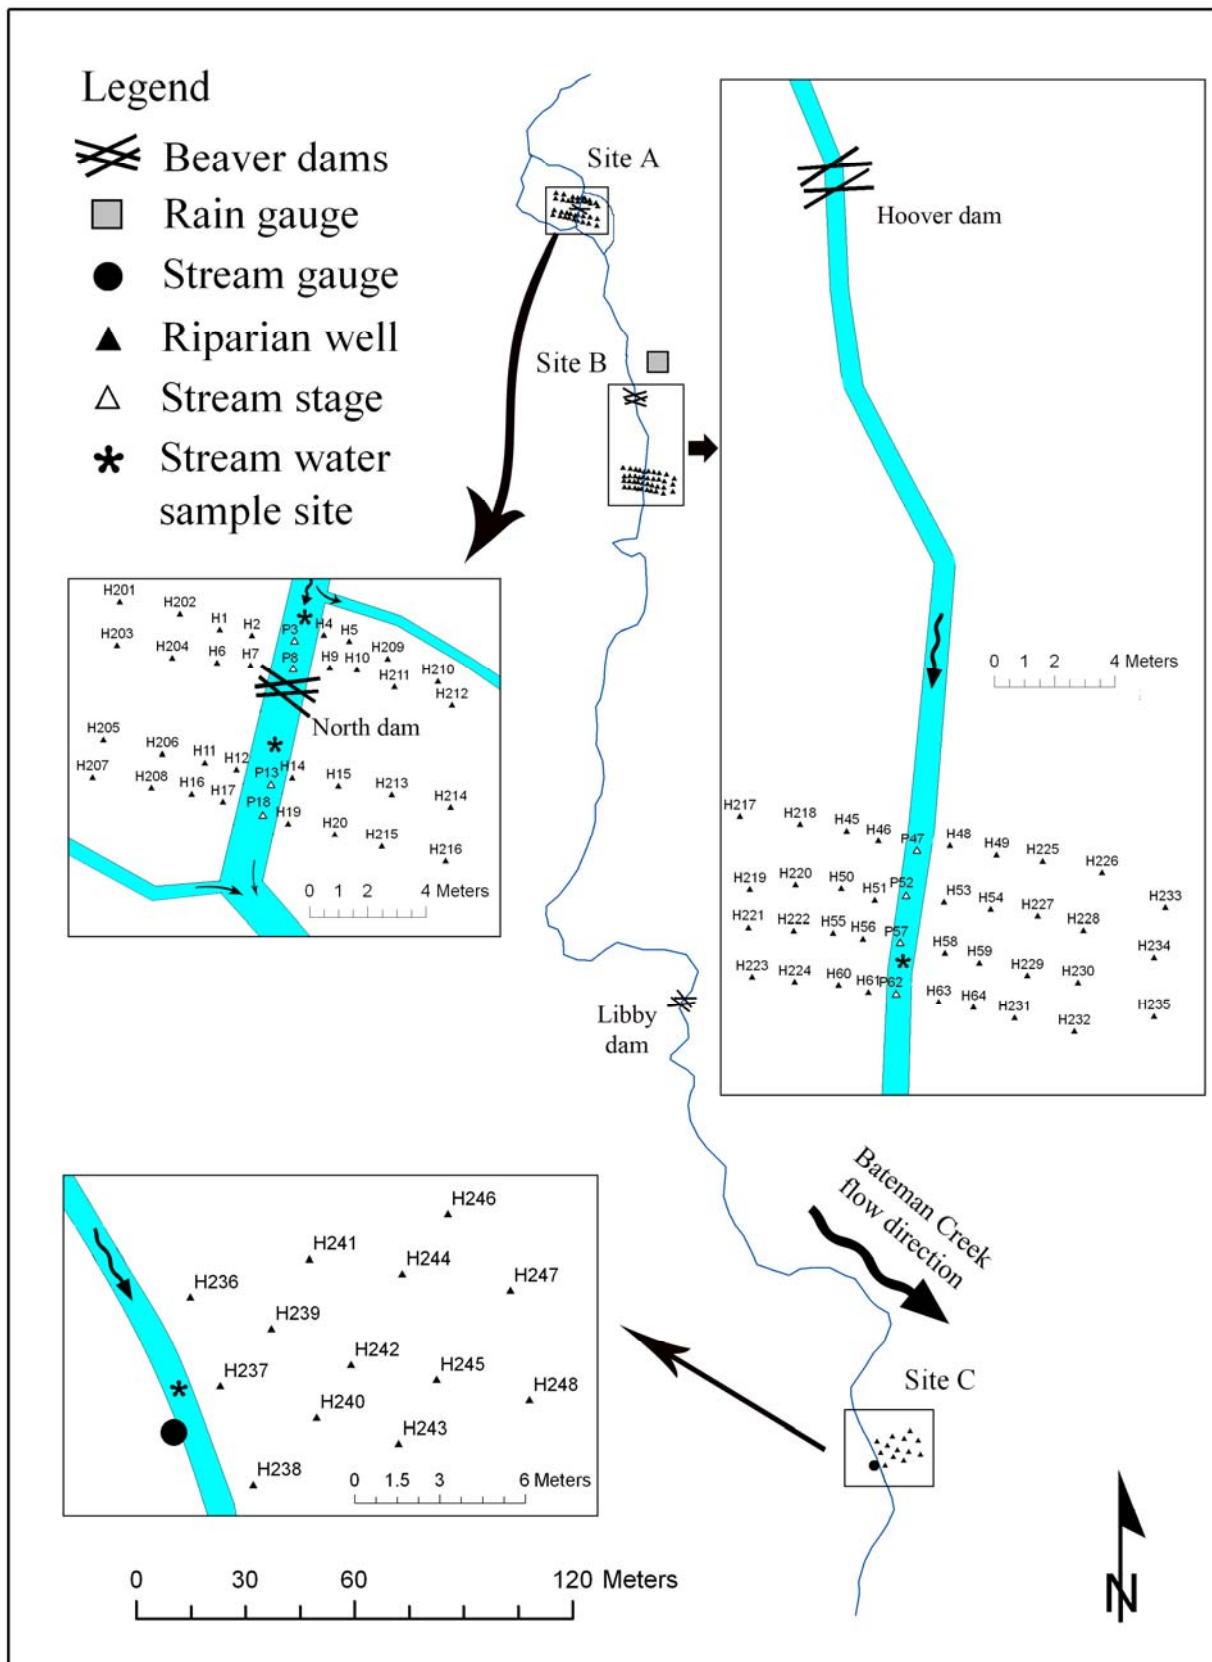 Legend
Beaver dams
Rain gauge
Stream gauge
Riparian well
Stream stage
Stream water
sample site
Site A
Site B
Hoover dam
0 1 2 4 Meters
H217
H218
H45
H46
P47
H48
H49
H225
H226
H219
H220
H50
H51
P52
H53
H54
H227
H228
H233
H221
H222
H55
H56
P57
H58
H59
H229
H230
H234
H223
H224
H60
H61
P62
H63
H64
H231
H232
H235
H201
H202
H1
H2
P3
H4
H5
H209
H210
H203
H204
H6
H7
P8
H9
H10
H211
H212
North dam
H205
H206
H11
H12
P13
H14
H15
H213
H214
H207
H208
H16
H17
P18
H19
H20
H215
H216
0 1 2 4 Meters
Libby
dam
Bateman Creek
flow direction
Site C
H246
H241
H244
H247
H236
H239
H242
H245
H248
H237
H240
H243
H238
0 1.5 3 6 Meters
0 30 60 120 Meters
N